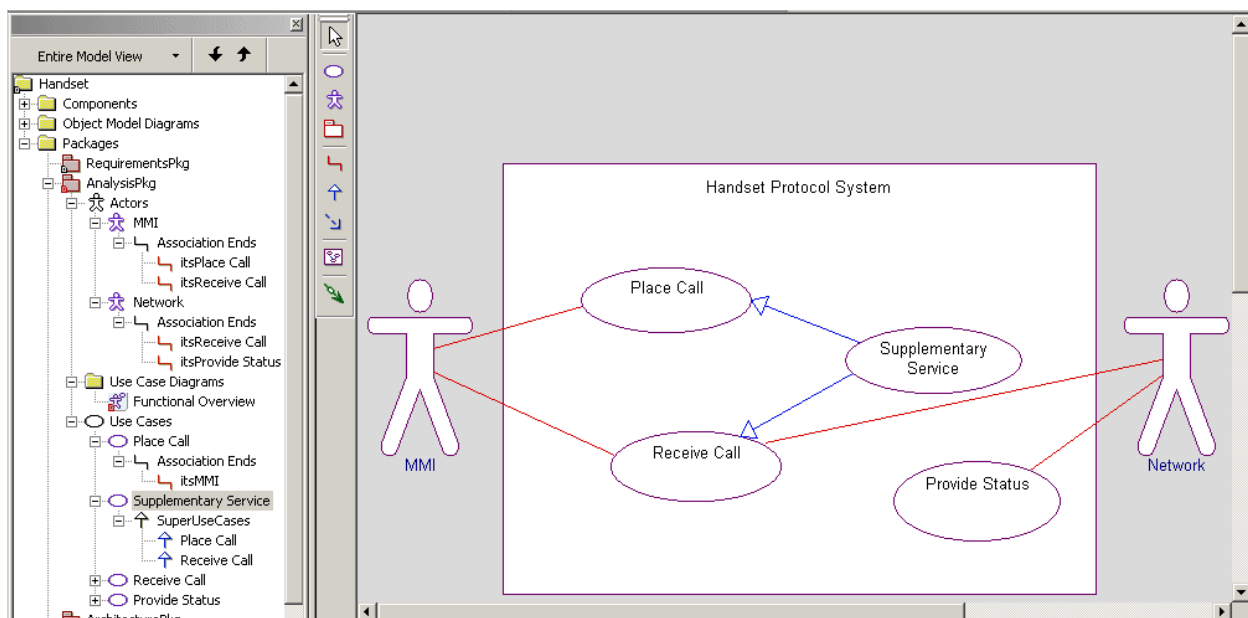 Entire Model View
Handset
Components
Object Model Diagrams
Packages
RequirementsPkg
AnalysisPkg
Actors
MMI
Association Ends
itsPlace Call
itsReceive Call
Network
Association Ends
itsReceive Call
itsProvide Status
Use Case Diagrams
Functional Overview
Use Cases
Place Call
Association Ends
itsMMI
Supplementary Service
SuperUseCases
Place Call
Receive Call
Receive Call
Provide Status
ArchitecturePkg
Handset Protocol System
Place Call
Supplementary
Service
Receive Call
Provide Status
MMI
Network